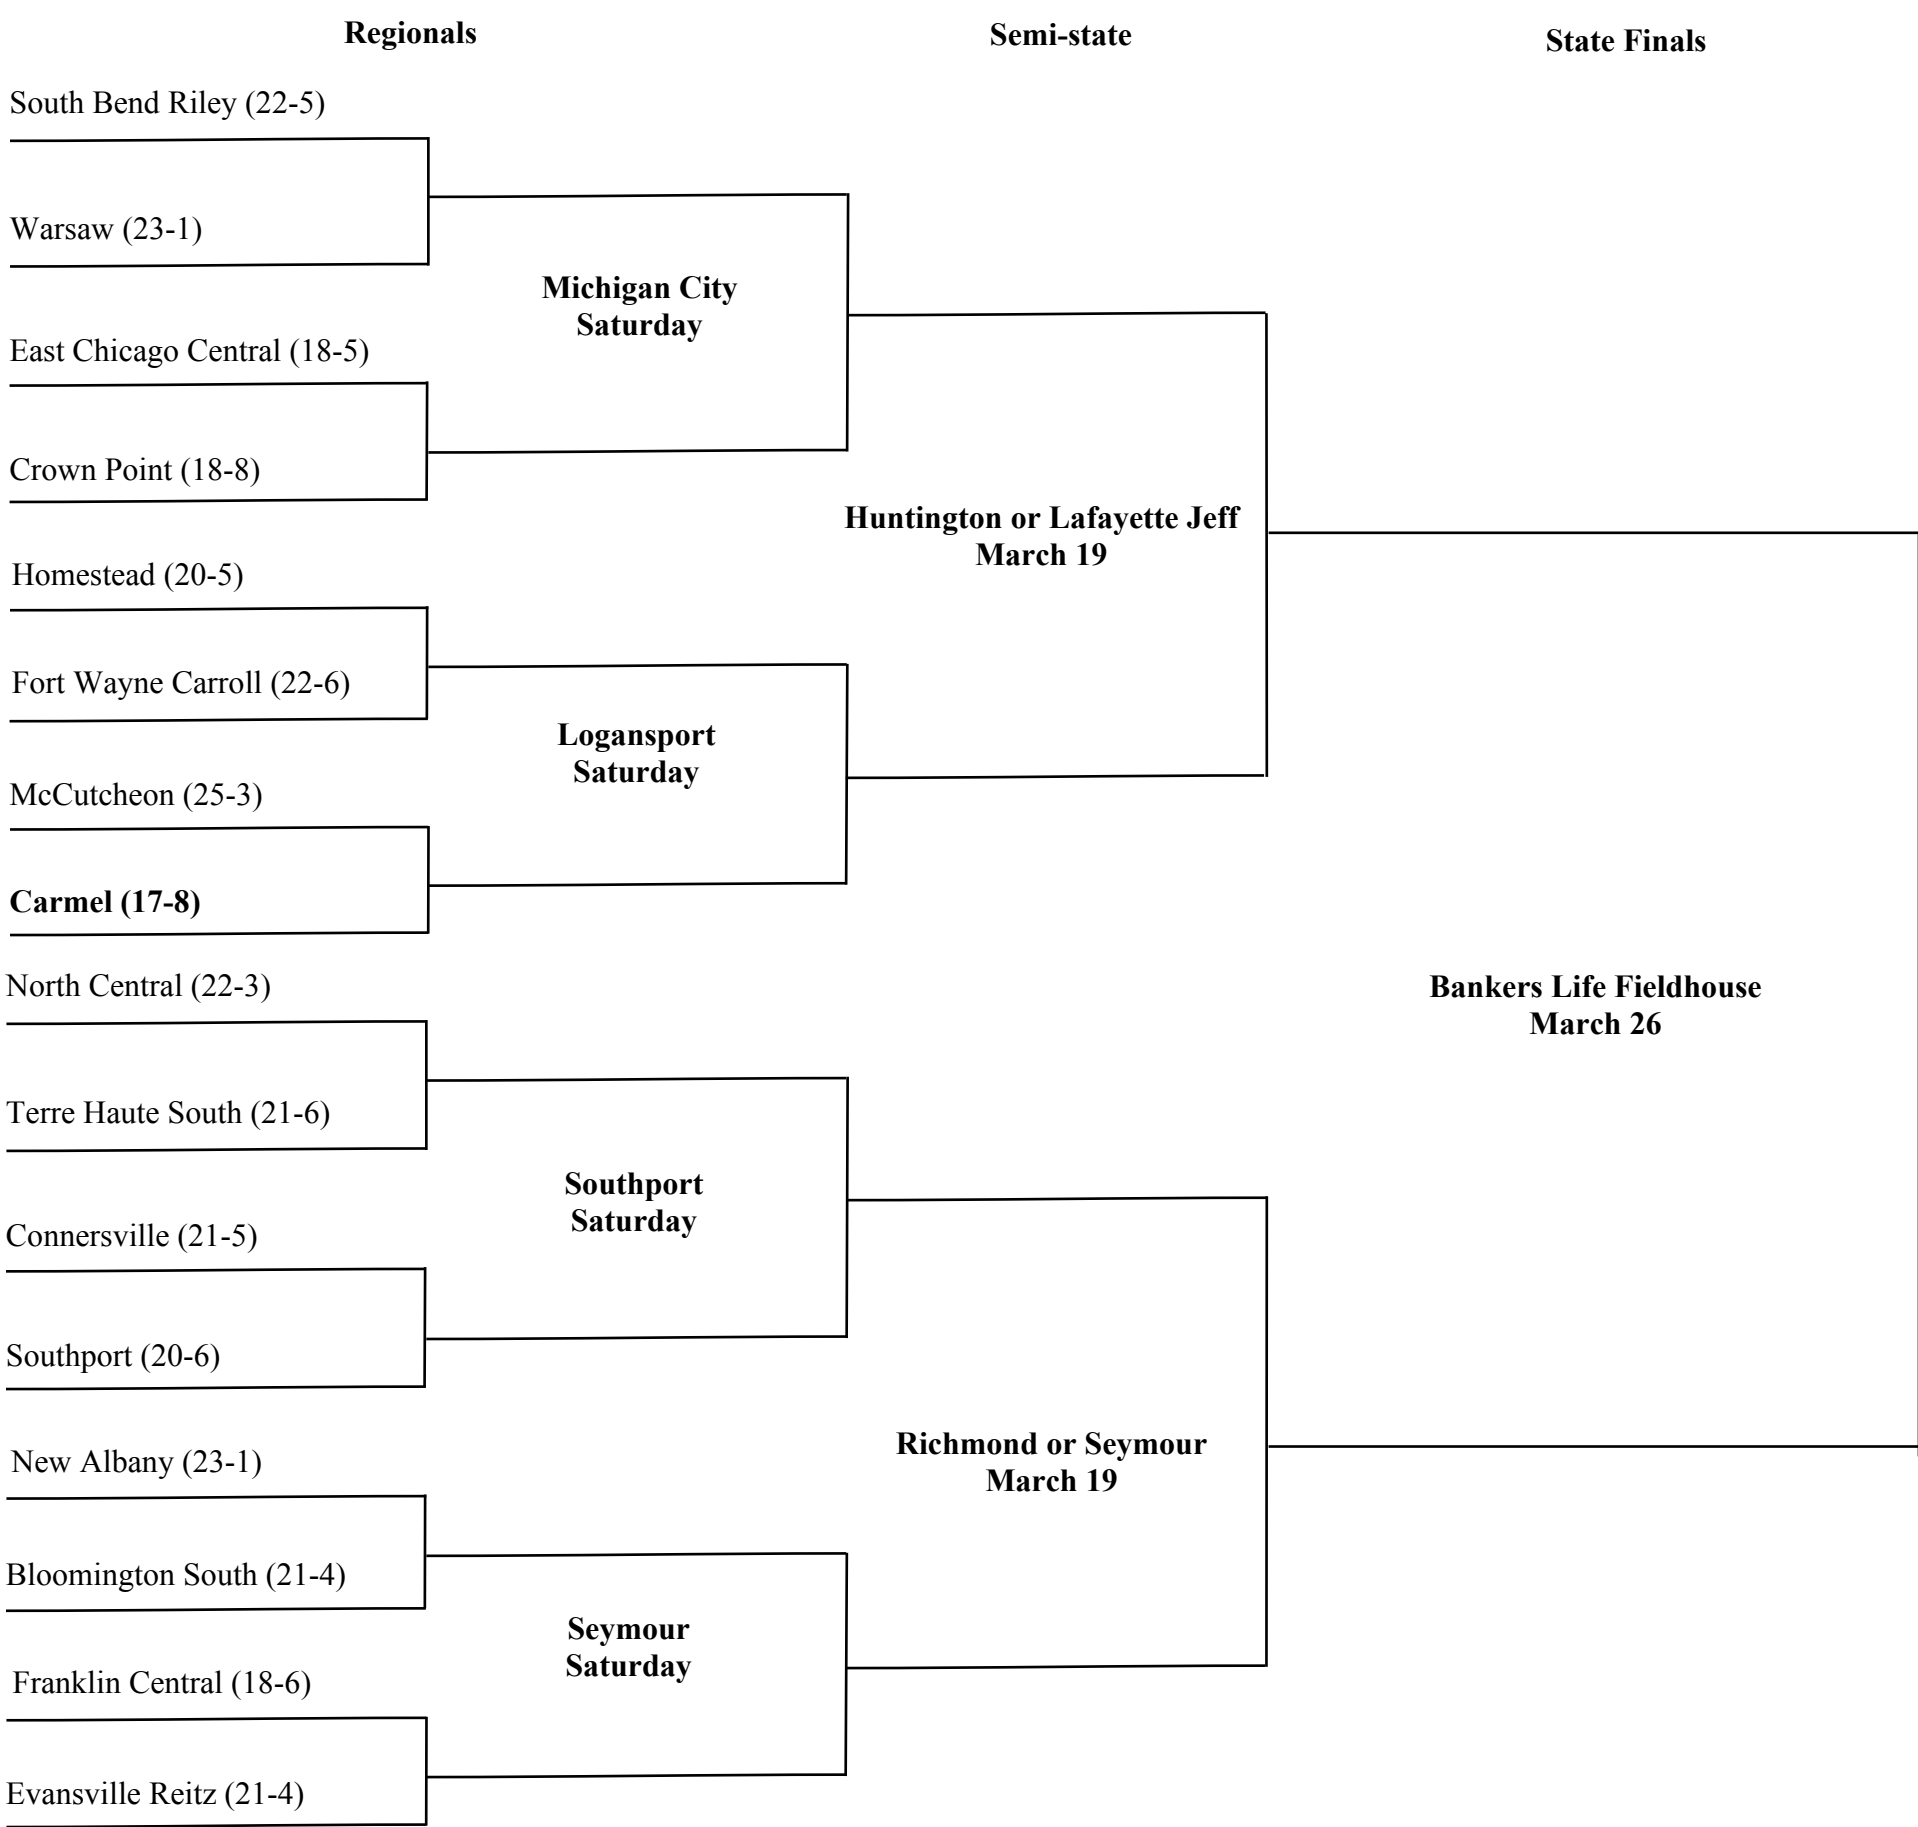 Regionals
Semi-state
State Finals
South Bend Riley (22-5)
Warsaw (23-1)
Michigan City
Saturday
East Chicago Central (18-5)
Crown Point (18-8)
Huntington or Lafayette Jeff
March 19
Homestead (20-5)
Fort Wayne Carroll (22-6)
Logansport
Saturday
McCutcheon (25-3)
Carmel (17-8)
North Central (22-3)
Bankers Life Fieldhouse
March 26
Terre Haute South (21-6)
Southport
Saturday
Connersville (21-5)
Southport (20-6)
Richmond or Seymour
March 19
New Albany (23-1)
Bloomington South (21-4)
Seymour
Saturday
Franklin Central (18-6)
Evansville Reitz (21-4)